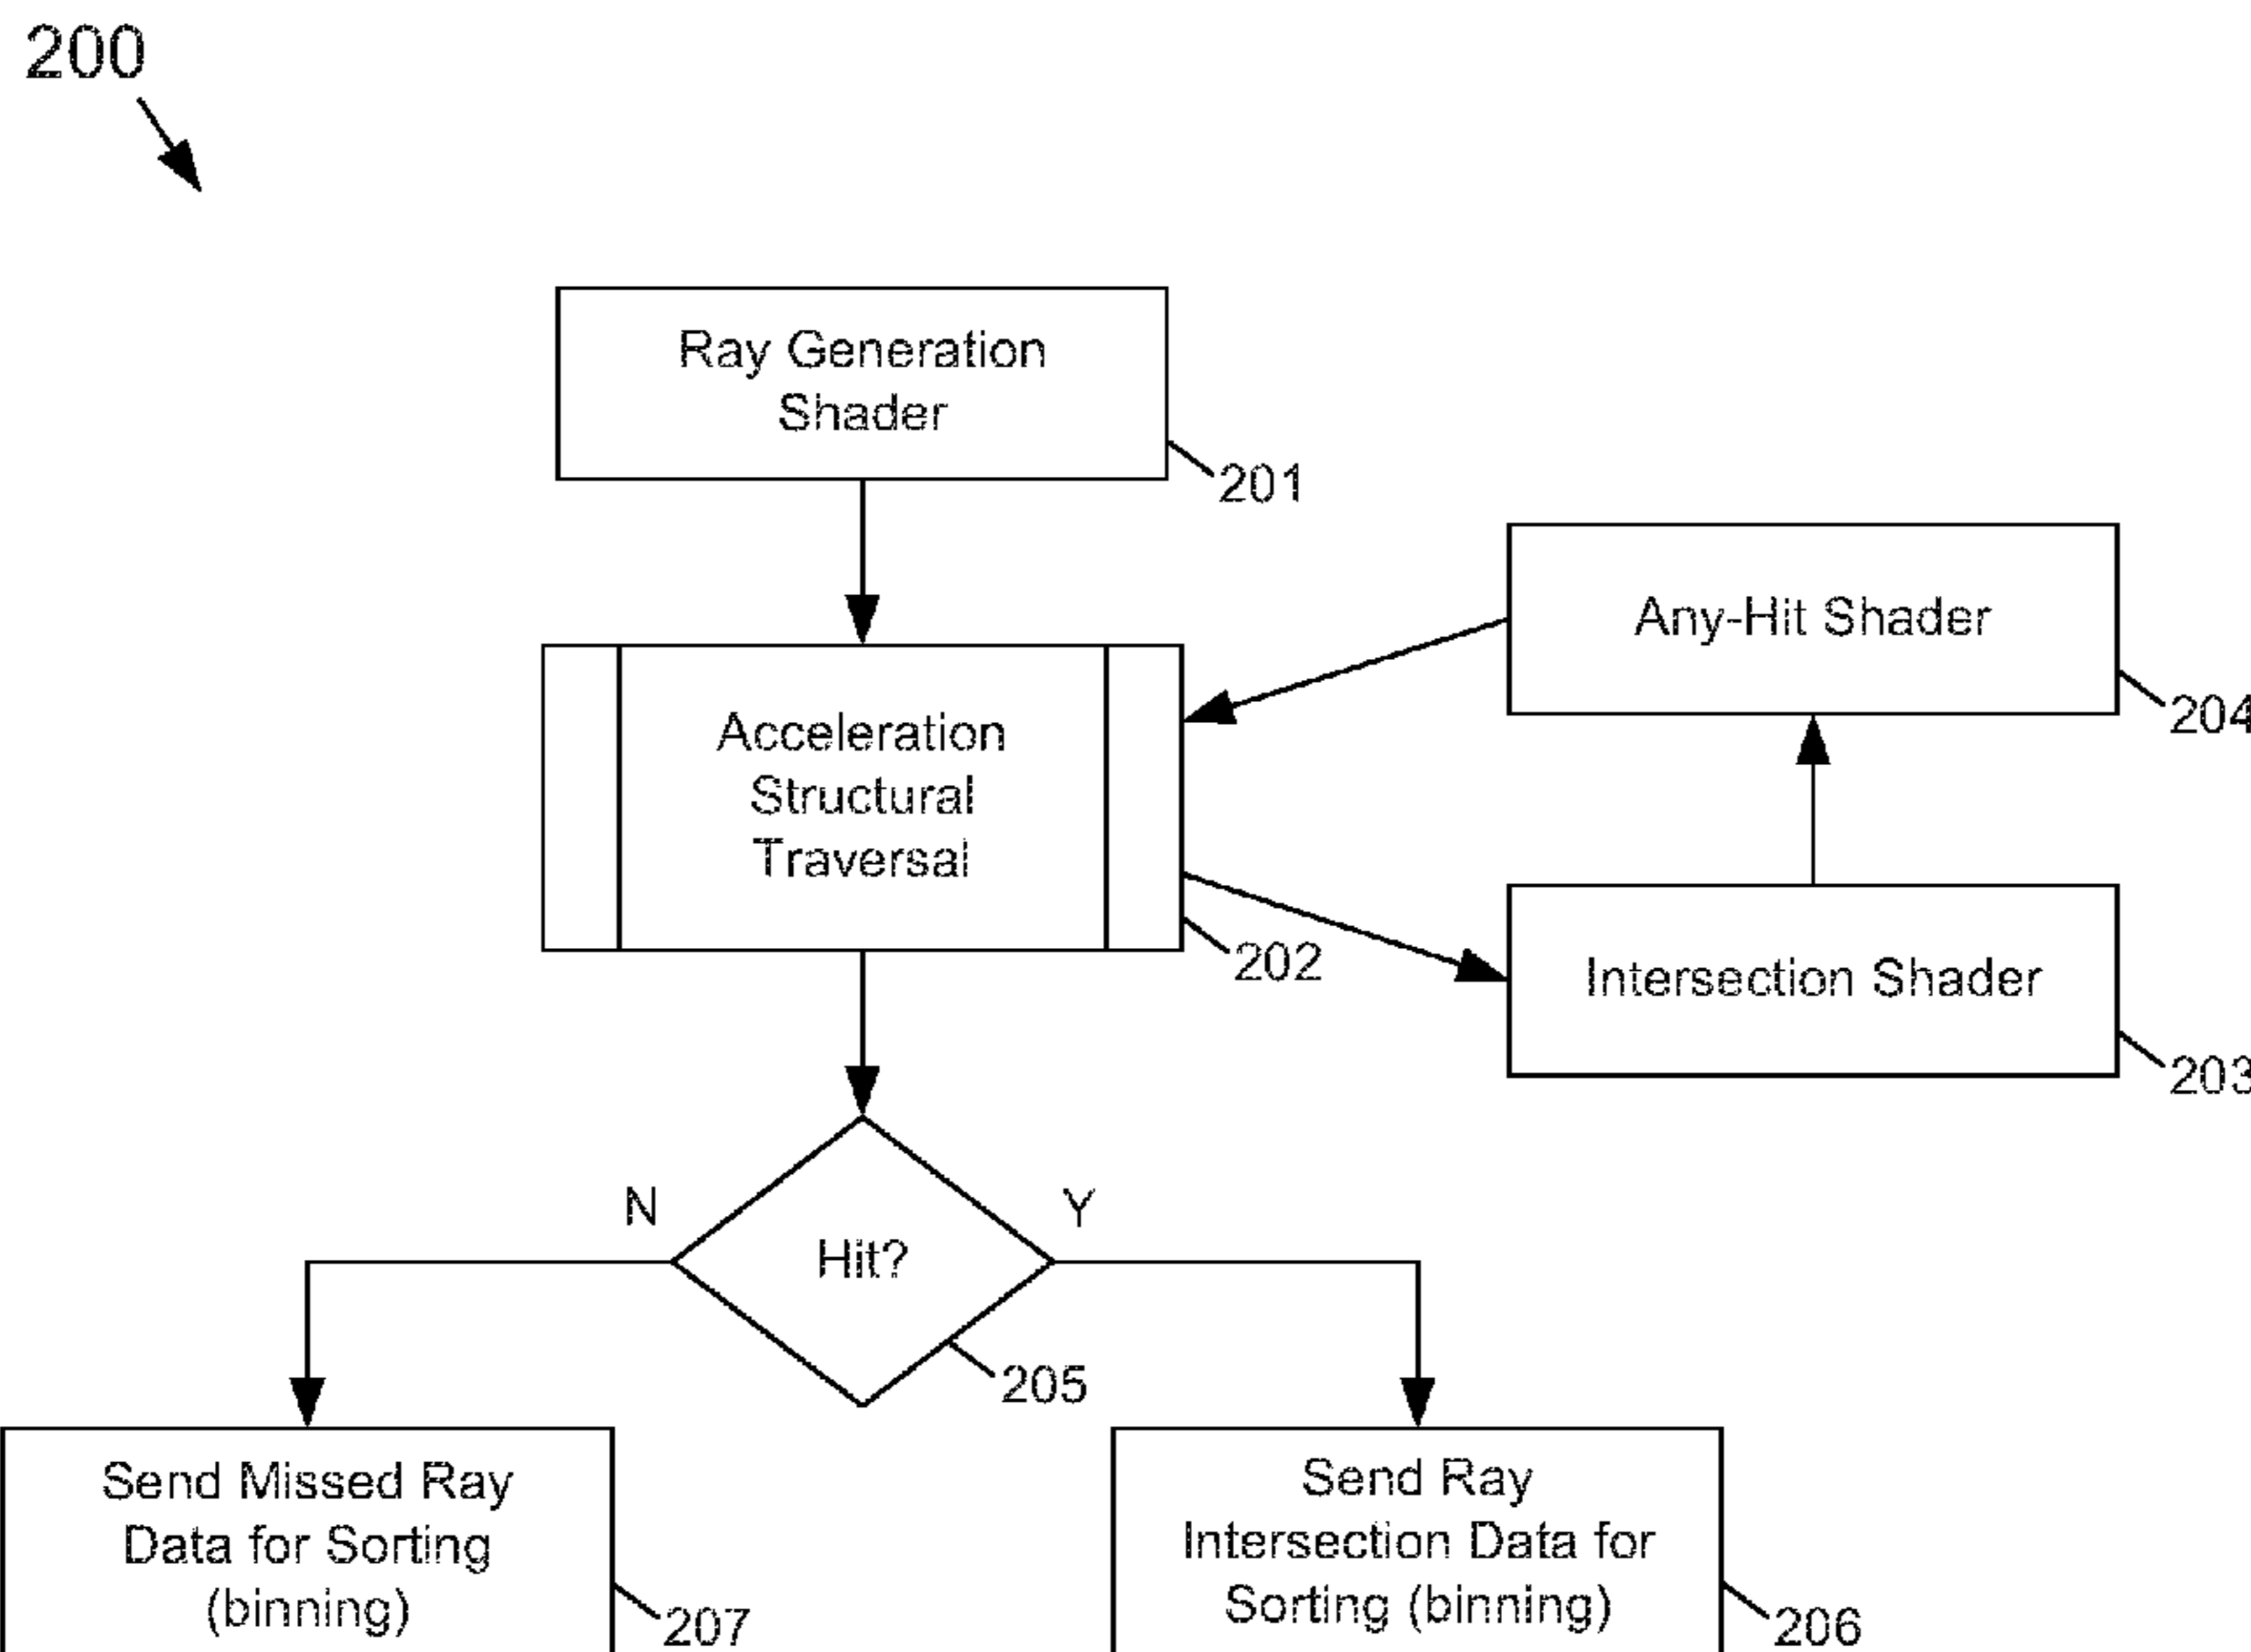 200
Ray Generation
Shader
201
Any-Hit Shader
204
Acceleration
Structural
Traversal
202
Intersection Shader
203
N
Y
Hit?
205
Send Missed Ray
Data for Sorting
(binning)
207
Send Ray
Intersection Data for
Sorting (binning)
206